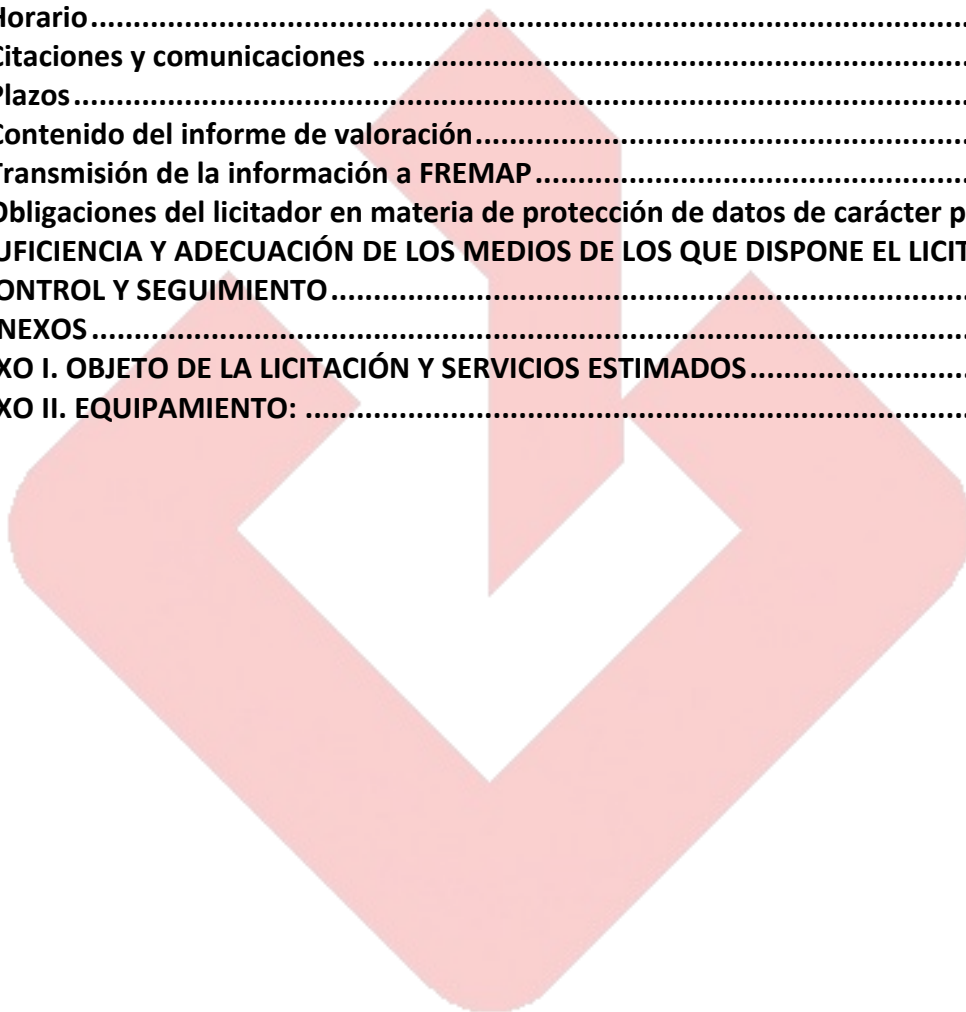 Horario
Citaciones y comunicaciones
Plazos
Contenido del informe de valoración
Transmisión de la información a FREMAP
Obligaciones del licitador en materia de protección de datos de carácter p
UFICIENCIA Y ADECUACIÓN DE LOS MEDIOS DE LOS QUE DISPONE EL LICIT
ONTROL Y SEGUIMIENTO
NEXOS
XO I. OBJETO DE LA LICITACIÓN Y SERVICIOS ESTIMADOS
XO II. EQUIPAMIENTO: